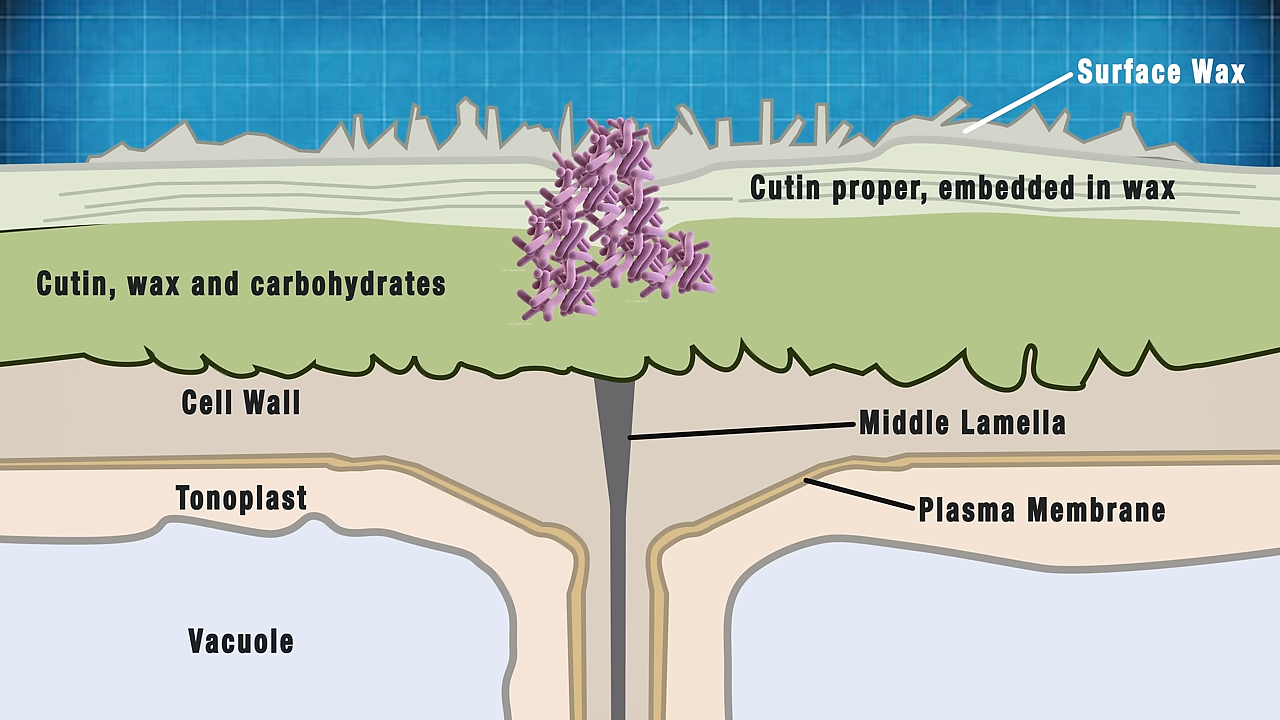 Surface Wax
Cutin proper, embedded in wax
Cutin, wax and carbohydrates
Cell Wall
Middle Lamella
Tonoplast
Plasma Membrane
Vacuole